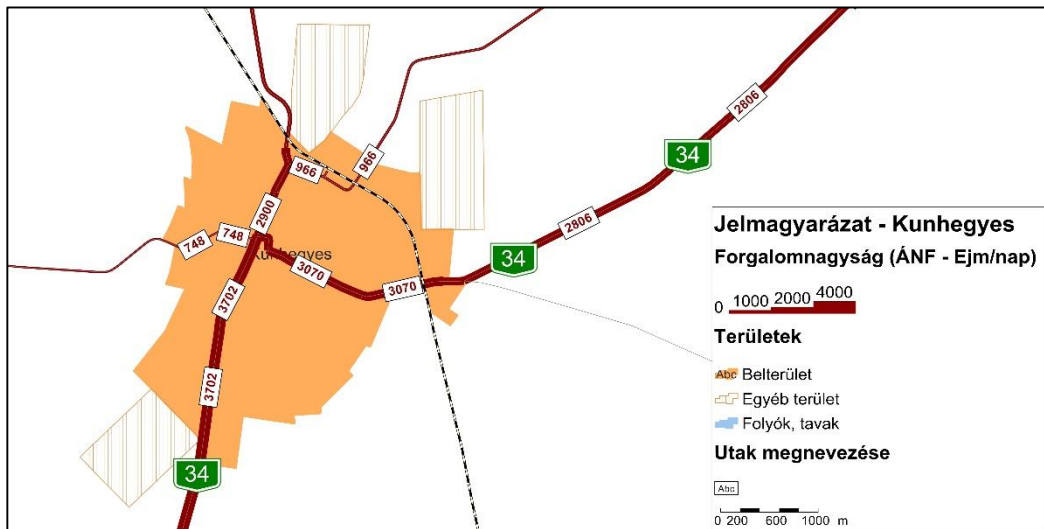 2806
34
966
966
2900
748
748
2806
Kunhegyes
34
3070
3070
3702
3702
34
Jelmagyarázat - Kunhegyes
Forgalomnagyság (ÁNF - Ejm/nap)
0 1000 2000 4000
Területek
Abc Belterület
Egyéb terület
Folyók, tavak
Utak megnevezése
Abc
0 200 600 1000 m